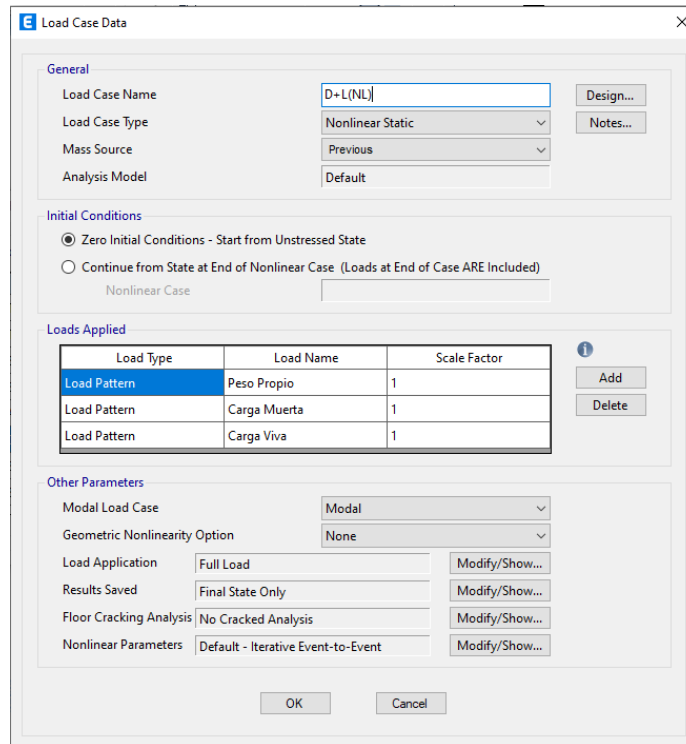 E Load Case Data
General
Load Case Name D+L(NL) Design...
Load Case Type Nonlinear Static Notes...
Mass Source Previous
Analysis Model Default
Initial Conditions
Zero Initial Conditions - Start from Unstressed State
Continue from State at End of Nonlinear Case (Loads at End of Case ARE Included)
Nonlinear Case
Loads Applied
Load Type Load Name Scale Factor
Load Pattern Peso Propio 1
Add
Load Pattern Carga Muerta 1
Delete
Load Pattern Carga Viva 1
Other Parameters
Modal Load Case Modal
Geometric Nonlinearity Option None
Load Application Full Load Modify/Show...
Results Saved Final State Only Modify/Show...
Floor Cracking Analysis No Cracked Analysis Modify/Show...
Nonlinear Parameters Default - Iterative Event-to-Event Modify/Show...
OK Cancel